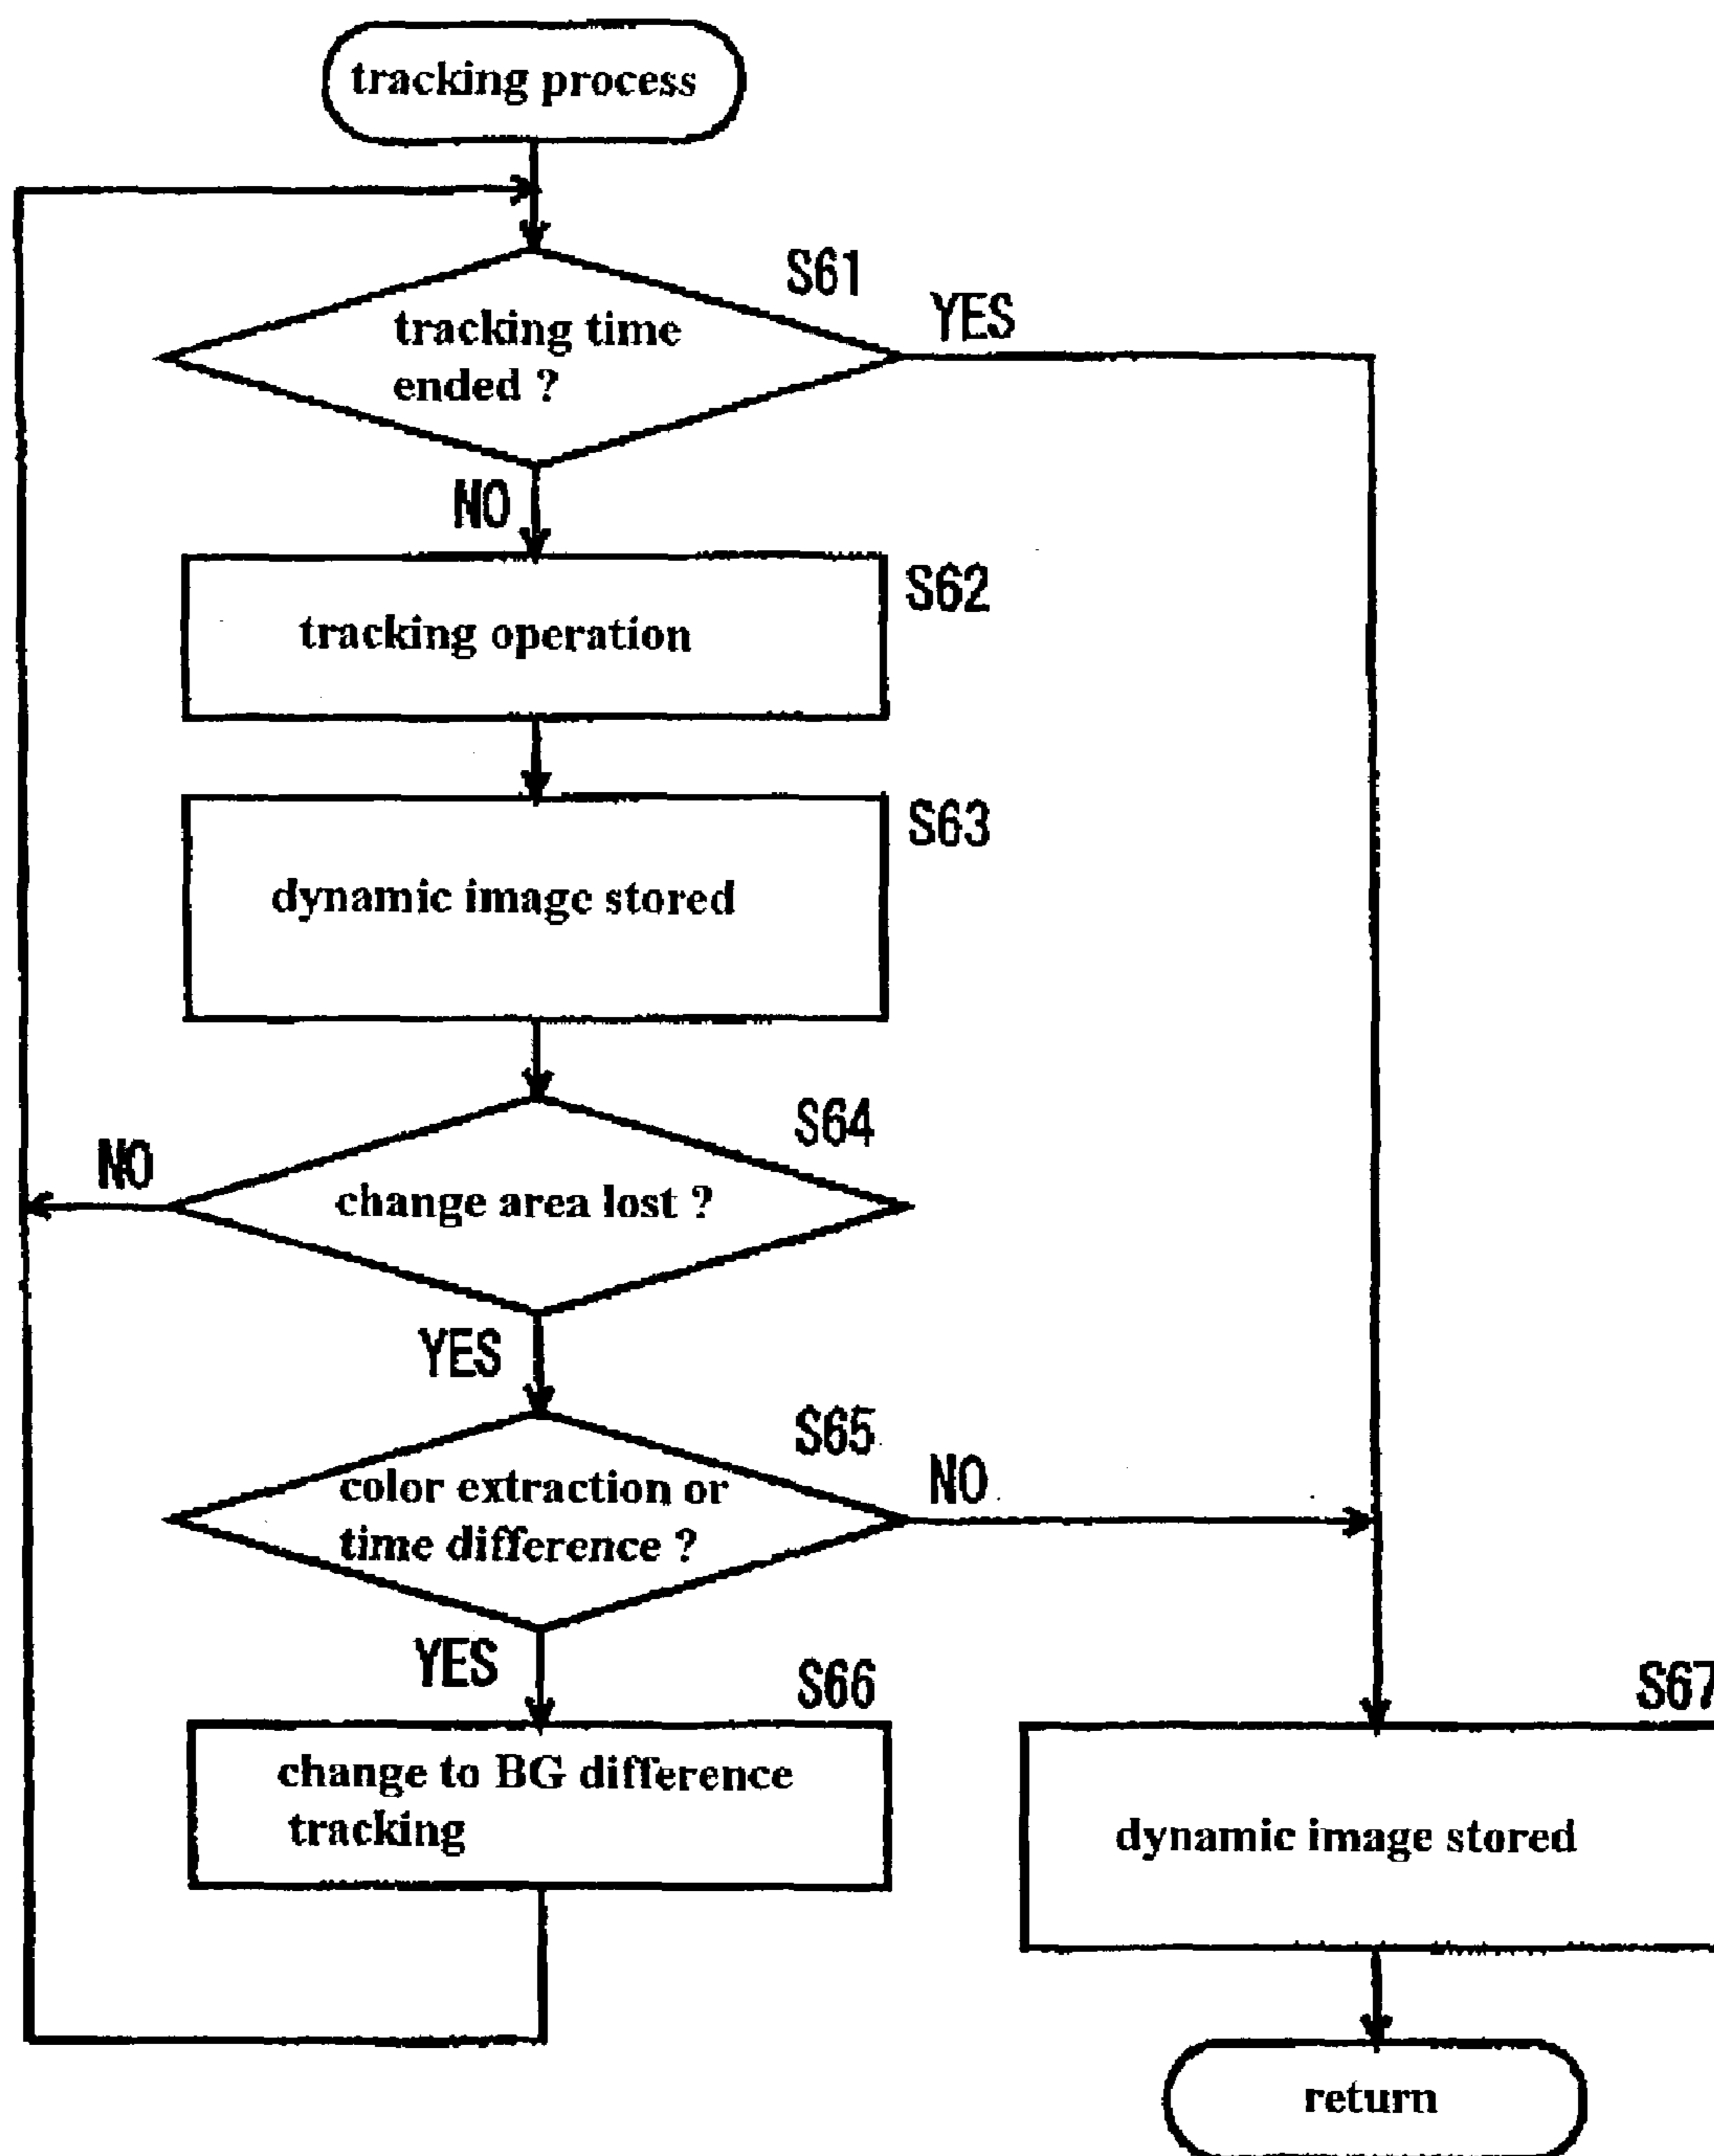 tracking process
S61
tracking time
ended ?
YES
NO
S62
tracking operation
S63
dynamic image stored
S64
NO
change area lost ?
YES
S65
color extraction or
time difference ?
NO
YES
S66
change to BG difference
tracking
S67
dynamic image stored
return